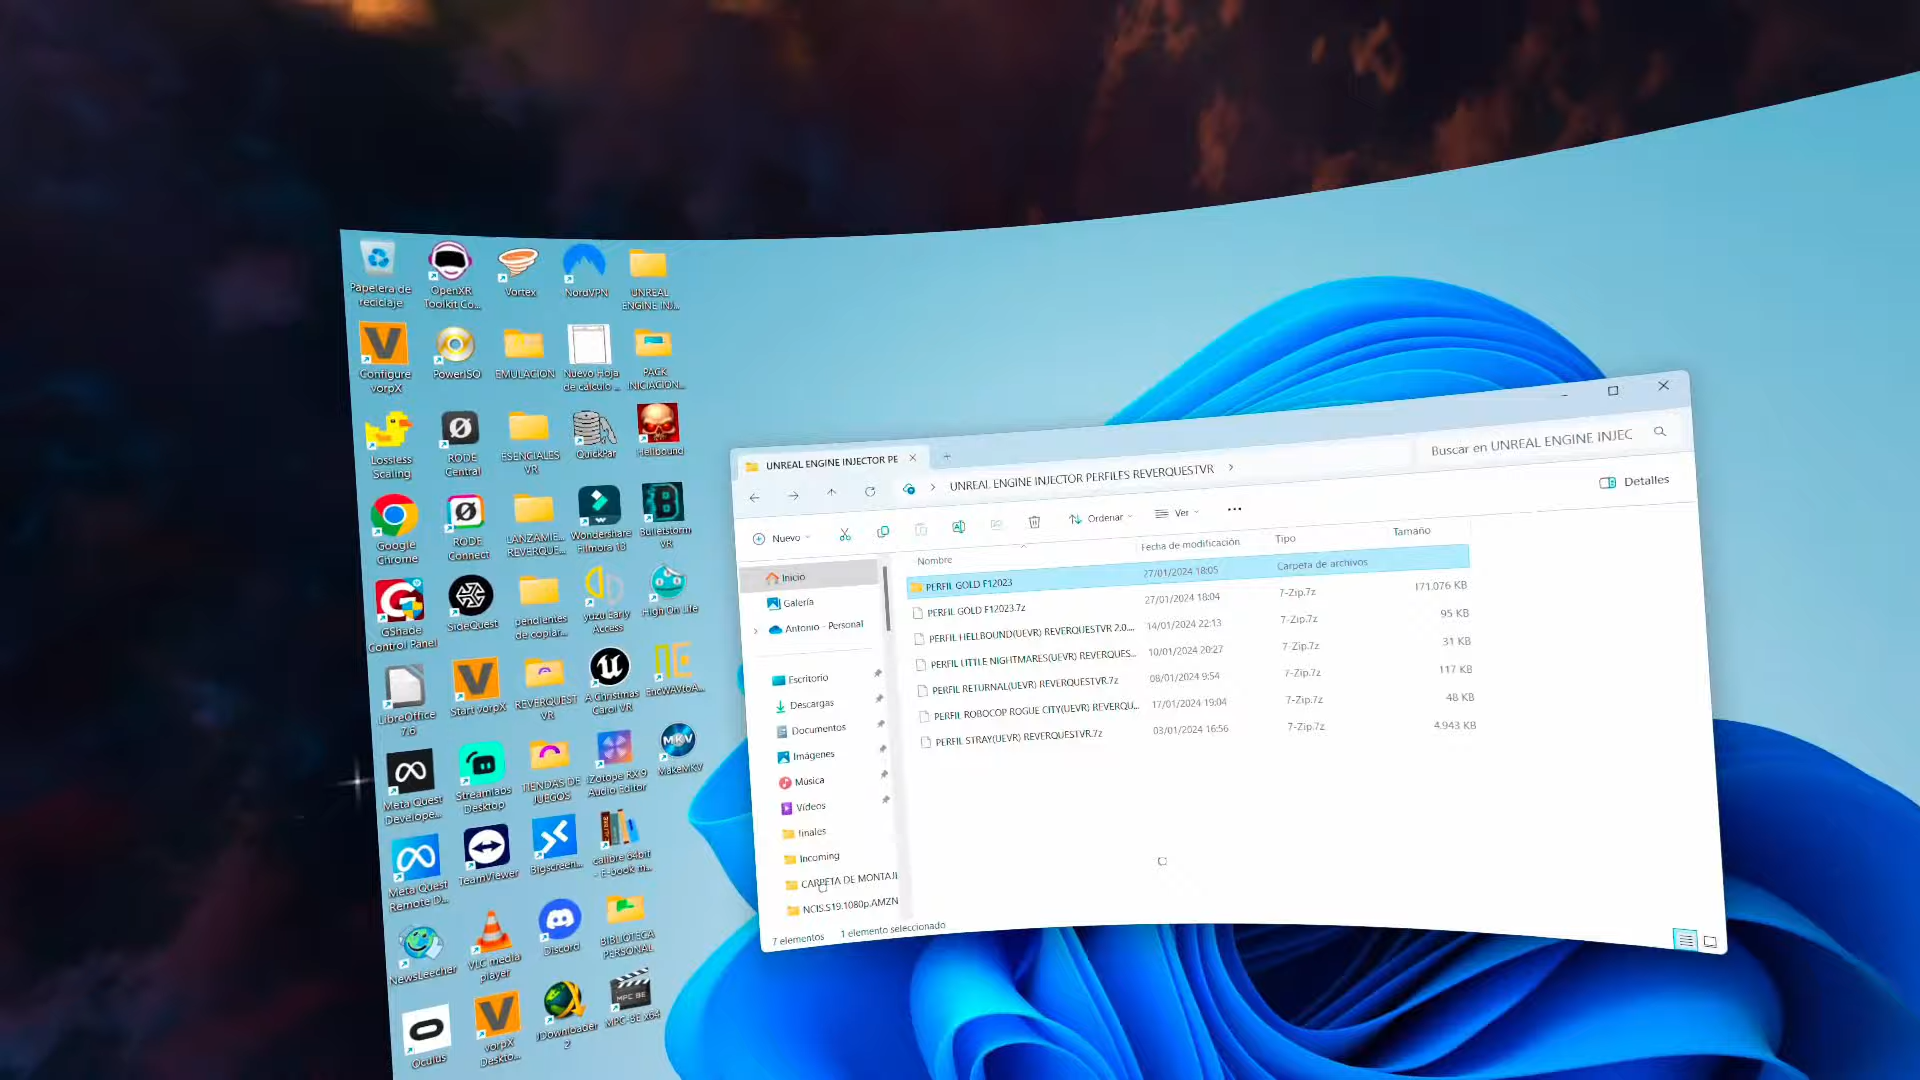 Papelera de
reciclaje
OpenXR
Toolkit Co...
Vortex
NordVPN
UNREAL
ENGINE INJ...
Configure
vorpX
PowerISO
EMULACION
Nuevo Hoja
de cálculo ...
PACK
INICIACION...
Lossless
Scaling
RODE
Central
ESENCIALES
VR
QuickPar
Hellbound
Google
Chrome
RODE
Connect
LANZAMIE...
REVERQUE...
Wondershare
Filmora 13
Bulletstorm
VR
GShade
Control Panel
SideQuest
pendientes
de copiar...
yuzu Early
Access
High On Life
LibreOffice
7.6
Start vorpX
REVERQUEST
VR
A Christmas
Carol VR
EncWAVtoA...
Meta Quest
Develope...
Streamlabs
Desktop
TIENDAS DE
JUEGOS
iZotope RX 9
Audio Editor
MKV
MakeMKV
Meta Quest
Remote D...
TeamViewer
Bigscreen...
calibre 64bit
- E-book m...
NewsLeecher
VLC media
player
Discord
BIBLIOTECA
PERSONAL
Oculus
vorpX
Deskto...
JDownloader
2
MPC-BE
MPC-BE x64
UNREAL ENGINE INJECTOR PE
UNREAL ENGINE INJECTOR PERFILES REVERQUESTVR
Buscar en UNREAL ENGINE INJEC
Nuevo
Ordenar
Ver
...
Detalles
Inicio
Galería
Antonio - Personal
Escritorio
Descargas
Documentos
Imágenes
Música
Vídeos
finales
Incoming
CARPETA DE MONTAJE
NCIS.S19.1080p.AMZN
Nombre Fecha de modificación Tipo Tamaño
PERFIL GOLD F12023 27/01/2024 18:05 Carpeta de archivos
PERFIL GOLD F12023.7z 27/01/2024 18:04 7-Zip.7z 171.076 KB
PERFIL HELLBOUND(UEVR) REVERQUESTVR 2.0.... 14/01/2024 22:13 7-Zip.7z 95 KB
PERFIL LITTLE NIGHTMARES(UEVR) REVERQUES... 10/01/2024 20:27 7-Zip.7z 31 KB
PERFIL RETURNAL(UEVR) REVERQUESTVR.7z 08/01/2024 9:54 7-Zip.7z 117 KB
PERFIL ROBOCOP ROGUE CITY(UEVR) REVERQU... 17/01/2024 19:04 7-Zip.7z 48 KB
PERFIL STRAY(UEVR) REVERQUESTVR.7z 03/01/2024 16:56 7-Zip.7z 4.943 KB
7 elementos 1 elemento seleccionado